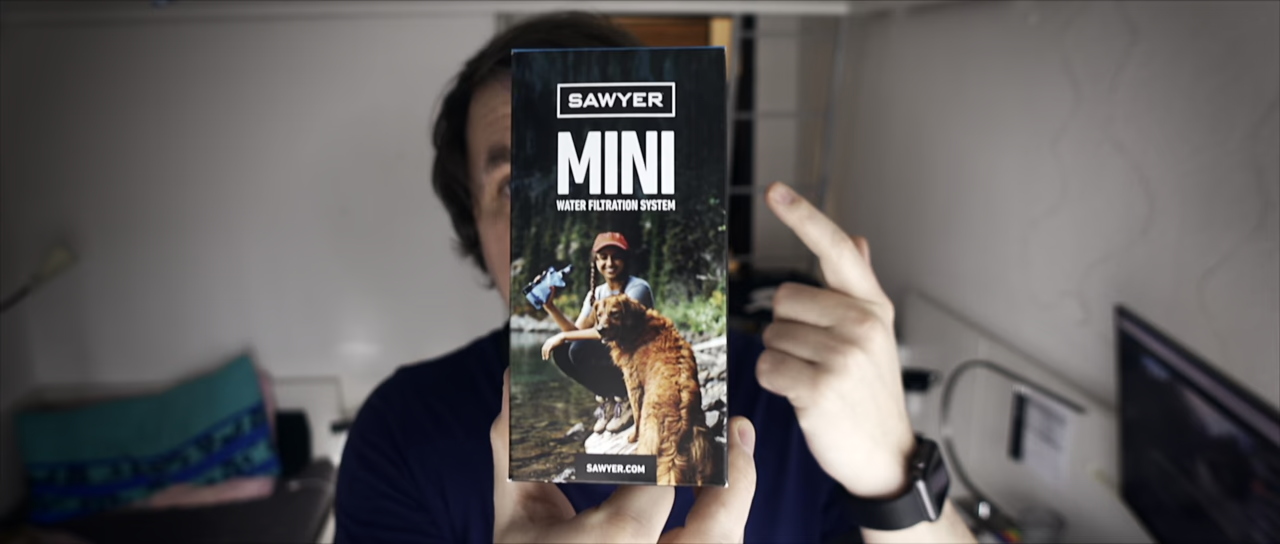 SAWYER
MINI
WATER FILTRATION SYSTEM
SAWYER.COM